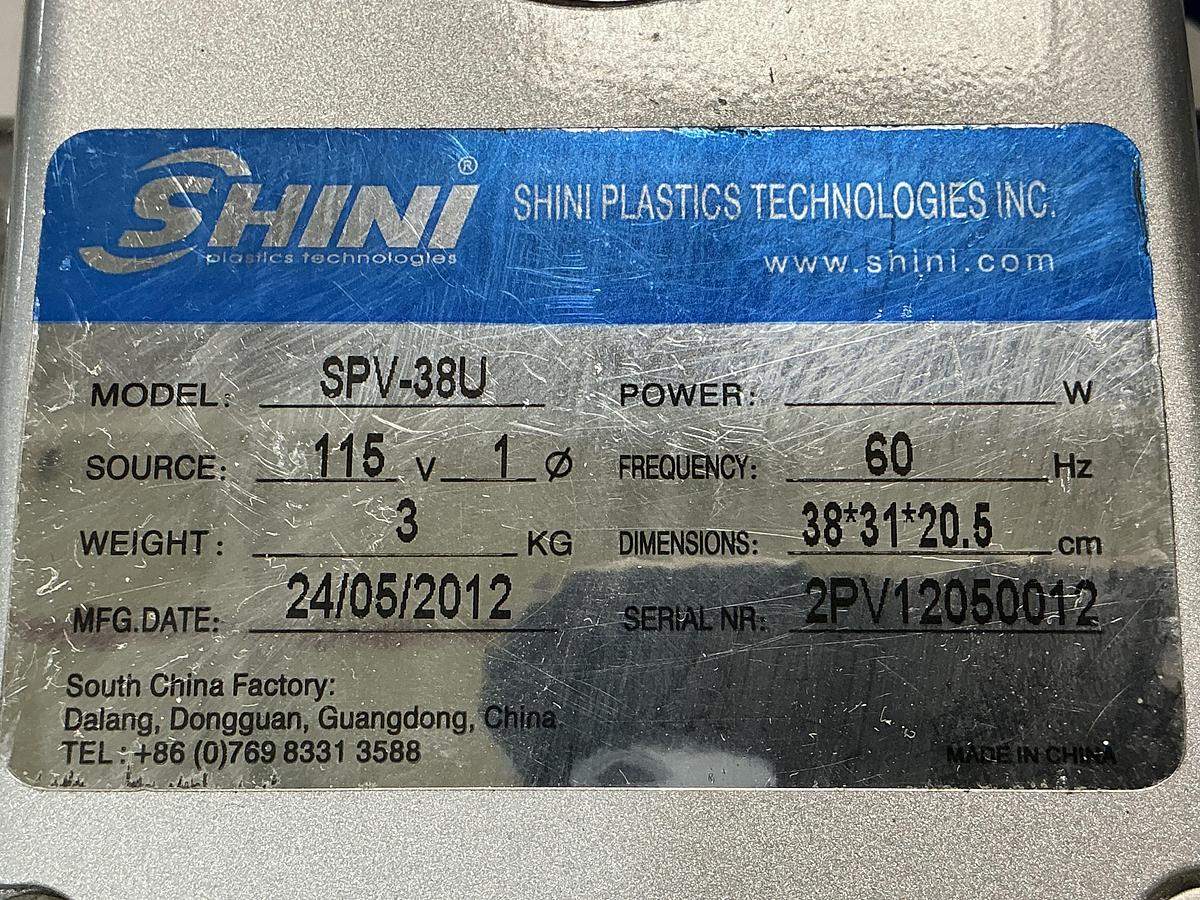 SHINI® SHINI PLASTICS TECHNOLOGIES INC.
plastics technologies www.shini.com
MODEL: SPV-38U POWER: W
SOURCE: 115 V 1 Ø FREQUENCY: 60 Hz
WEIGHT: 3 KG DIMENSIONS: 38*31*20.5 cm
MFG.DATE: 24/05/2012 SERIAL NR: 2PV12050012
South China Factory:
Dalang, Dongguan, Guangdong, China
TEL: +86 (0)769 8331 3588 MADE IN CHINA